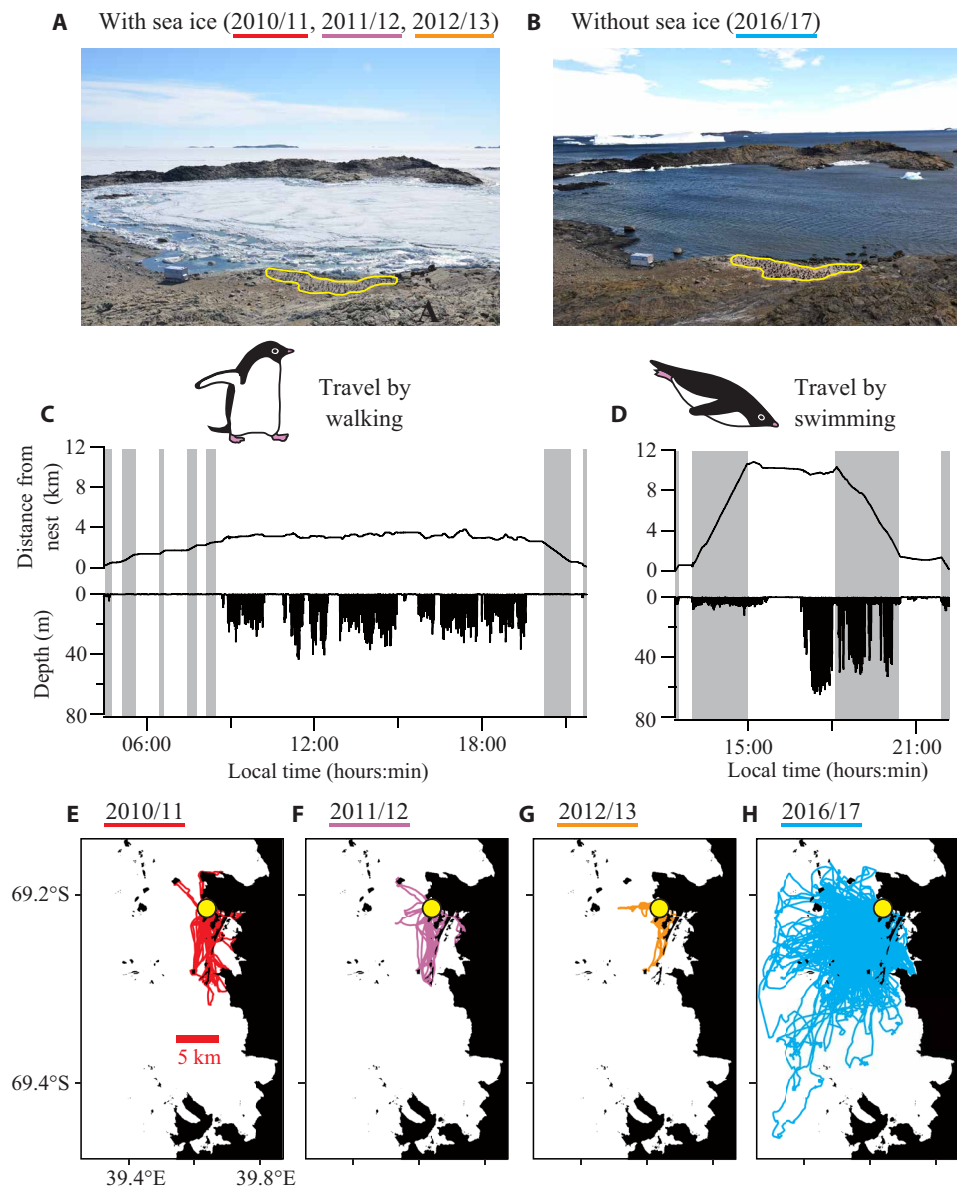 A With sea ice (2010/11, 2011/12, 2012/13)
B Without sea ice (2016/17)
A
Travel by
walking
Travel by
swimming
C
D
12
8
4
0
Distance from
nest (km)
0
40
80
Depth (m)
06:00 12:00 18:00
Local time (hours:min)
12
8
4
0
0
40
80
15:00 21:00
Local time (hours:min)
E 2010/11
F 2011/12
G 2012/13
H 2016/17
69.2°S
5 km
69.4°S
39.4°E 39.8°E